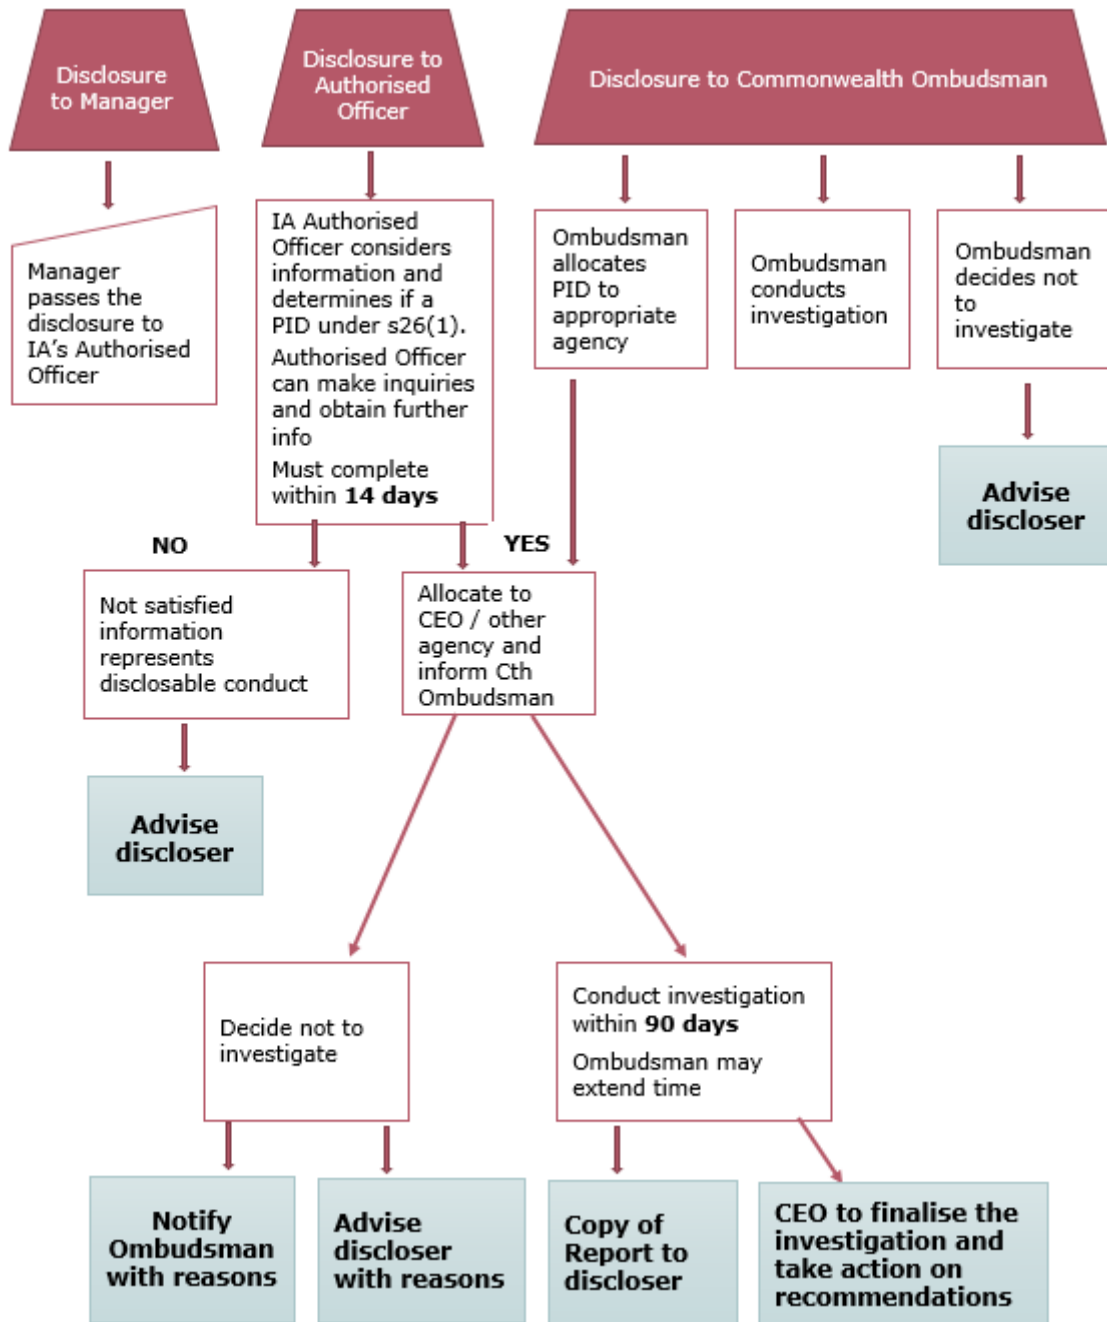 Disclosure
to Manager
Disclosure to
Authorised
Officer
Disclosure to Commonwealth Ombudsman
Manager
passes the
disclosure to
IA's Authorised
Officer
IA Authorised
Officer considers
information and
determines if a
PID under s26(1).
Authorised Officer
can make inquiries
and obtain further
info
Must complete
within 14 days
Ombudsman
allocates
PID to
appropriate
agency
Ombudsman
conducts
investigation
Ombudsman
decides not
to
investigate
Advise
discloser
NO
YES
Not satisfied
information
represents
disclosable conduct
Allocate to
CEO / other
agency and
inform Cth
Ombudsman
Advise
discloser
Decide not to
investigate
Conduct investigation
within 90 days
Ombudsman may
extend time
Notify
Ombudsman
with reasons
Advise
discloser
with reasons
Copy of
Report to
discloser
CEO to finalise the
investigation and
take action on
recommendations